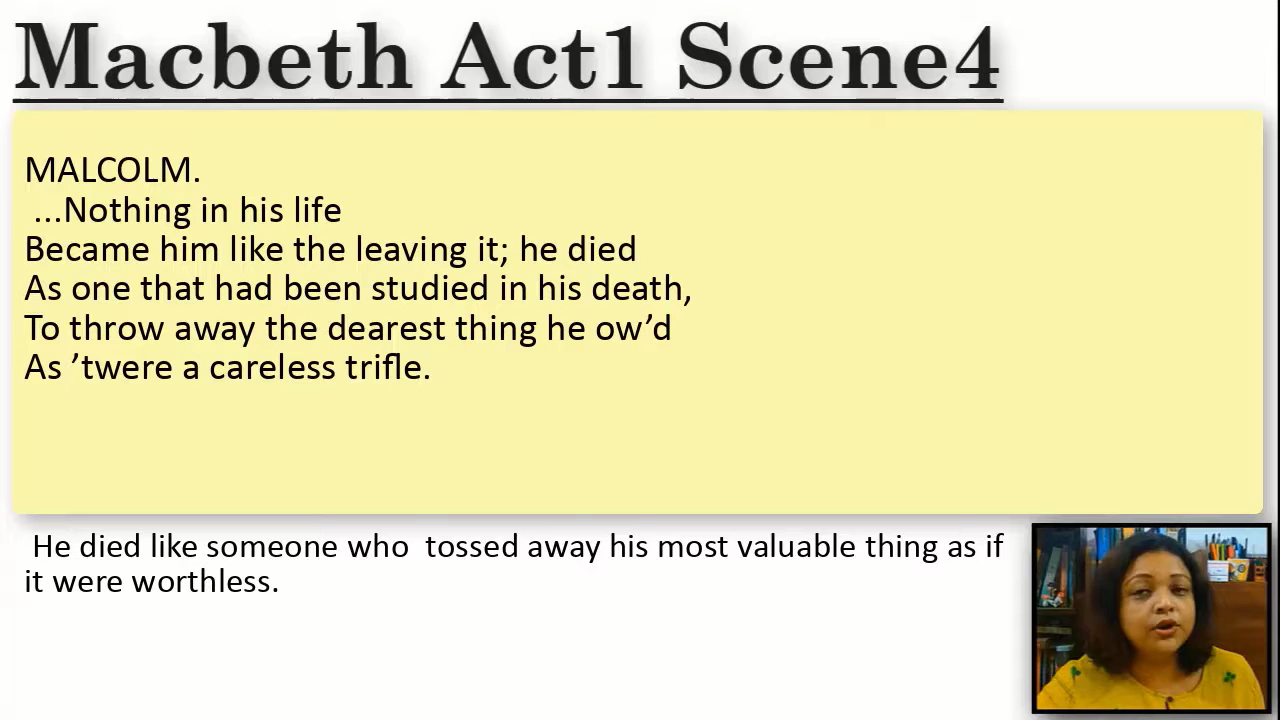 Macbeth Act1 Scene4
MALCOLM.
...Nothing in his life
Became him like the leaving it; he died
As one that had been studied in his death,
To throw away the dearest thing he ow’d
As ’twere a careless trifle.
He died like someone who tossed away his most valuable thing as if
it were worthless.